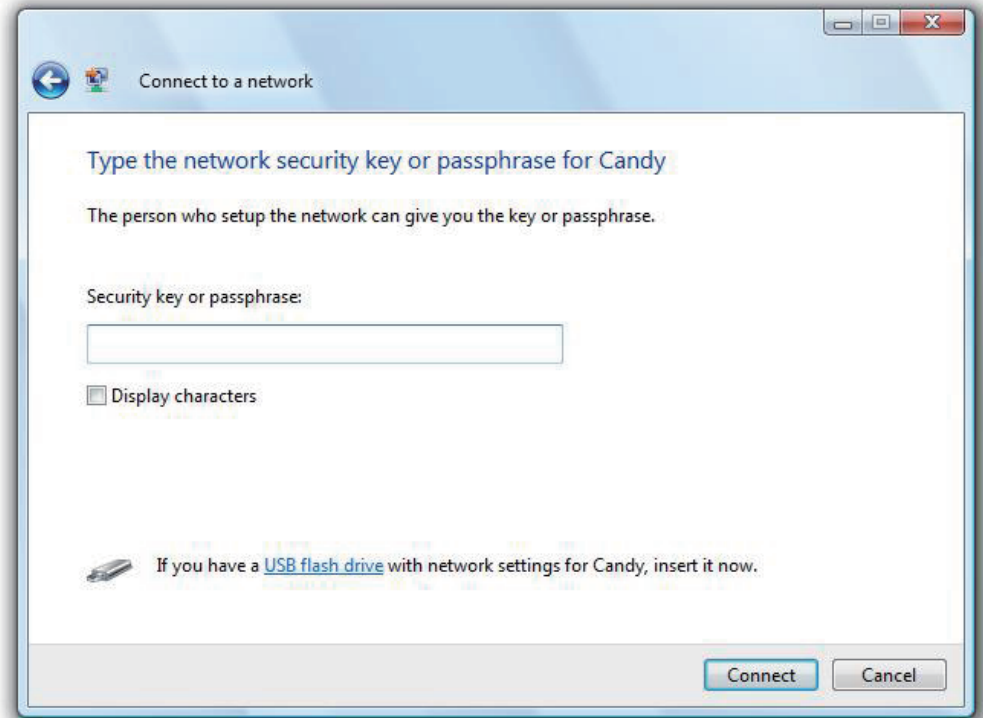 Connect to a network
Type the network security key or passphrase for Candy
The person who setup the network can give you the key or passphrase.
Security key or passphrase:
Display characters
If you have a USB flash drive with network settings for Candy, insert it now.
Connect
Cancel